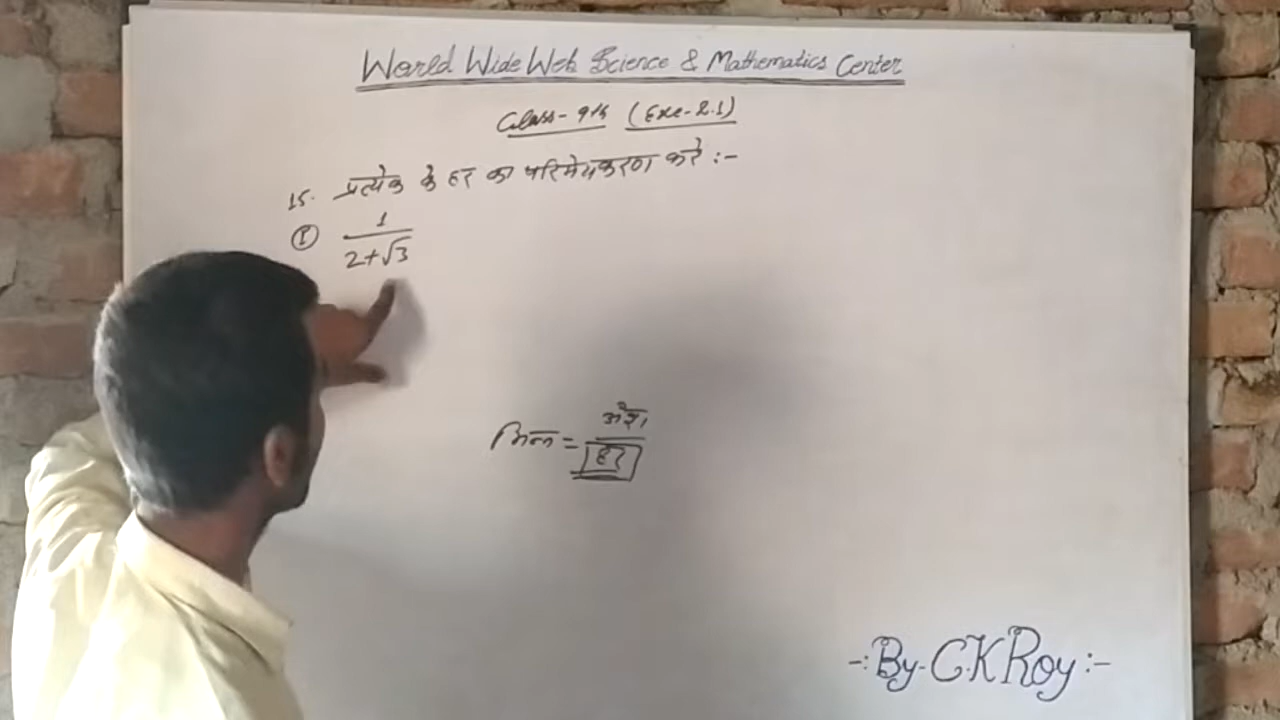 World Wide Web Science & Mathematics Center
Class-9th (Exe-2.1)
15. प्रत्येक के हर का परिमेयकरण करे :-
(I) 1/(2+√3)
भिन्न = अंश/हर
-: By- C.K Roy :-